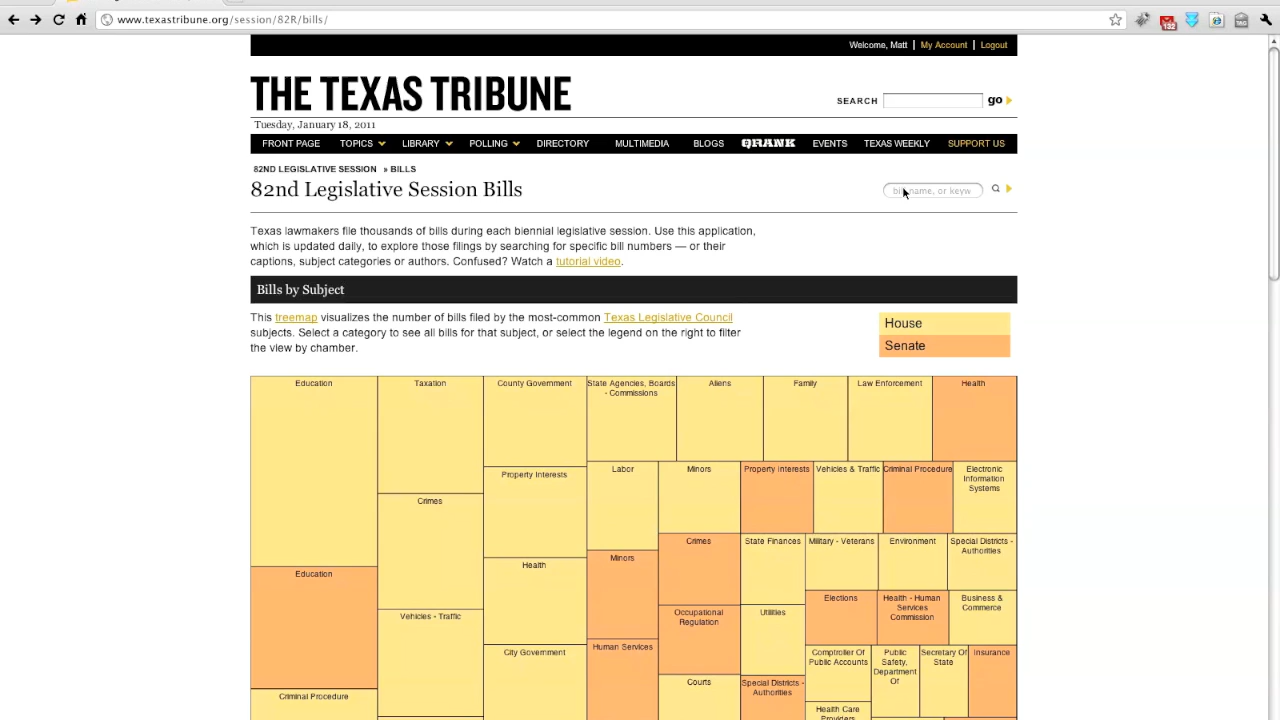 www.texastribune.org/session/82R/bills/
132
Welcome, Matt | My Account | Logout
THE TEXAS TRIBUNE
SEARCH go
Tuesday, January 18, 2011
FRONT PAGE TOPICS LIBRARY POLLING DIRECTORY MULTIMEDIA BLOGS QRANK EVENTS TEXAS WEEKLY SUPPORT US
82ND LEGISLATIVE SESSION » BILLS
82nd Legislative Session Bills
name, or keyw
Texas lawmakers file thousands of bills during each biennial legislative session. Use this application,
which is updated daily, to explore those filings by searching for specific bill numbers — or their
captions, subject categories or authors. Confused? Watch a tutorial video.
Bills by Subject
This treemap visualizes the number of bills filed by the most-common Texas Legislative Council
subjects. Select a category to see all bills for that subject, or select the legend on the right to filter
the view by chamber.
House
Senate
Education
Taxation
County Government
State Agencies, Boards
- Commissions
Aliens
Family
Law Enforcement
Health
Property Interests
Labor
Minors
Property Interests
Vehicles & Traffic
Criminal Procedure
Electronic
Information
Systems
Crimes
Crimes
State Finances
Military - Veterans
Environment
Special Districts -
Authorities
Health
Minors
Education
Elections
Health - Human
Services
Commission
Business &
Commerce
Vehicles - Traffic
Occupational
Regulation
Utilities
City Government
Human Services
Comptroller Of
Public Accounts
Public
Safety,
Department
Of
Secretary Of
State
Insurance
Criminal Procedure
Courts
Special Districts -
Authorities
Health Care
Providers